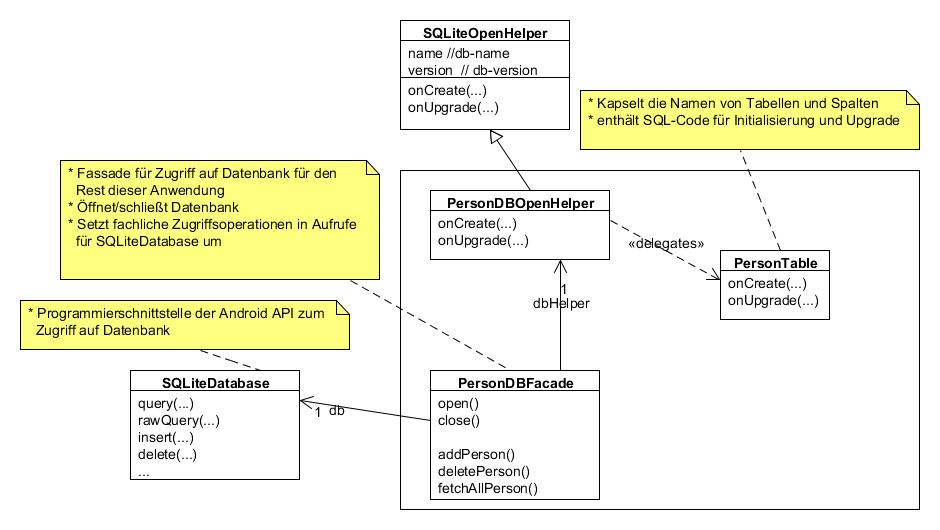 SQLiteOpenHelper
name //db-name
version // db-version
onCreate(...)
onUpgrade(...)
* Kapselt die Namen von Tabellen und Spalten
* enthält SQL-Code für Initialisierung und Upgrade
* Fassade für Zugriff auf Datenbank für den
Rest dieser Anwendung
* Öffnet/schließt Datenbank
* Setzt fachliche Zugriffsoperationen in Aufrufe
für SQLiteDatabase um
PersonDBOpenHelper
onCreate(...)
onUpgrade(...)
«delegates»
PersonTable
onCreate(...)
onUpgrade(...)
1
dbHelper
* Programmierschnittstelle der Android API zum
Zugriff auf Datenbank
SQLiteDatabase
query(...)
rawQuery(...)
insert(...)
delete(...)
...
1 db
PersonDBFacade
open()
close()
addPerson()
deletePerson()
fetchAllPerson()